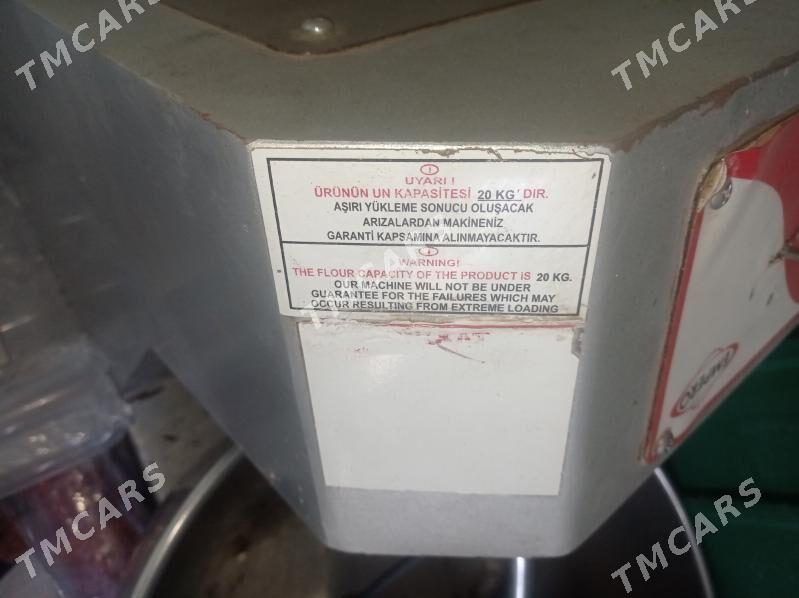 UYARI !
ÜRÜNÜN UN KAPASİTESİ 20 KG' DIR.
AŞIRI YÜKLEME SONUCU OLUŞACAK
ARIZALARDAN MAKİNENİZ
GARANTİ KAPSAMINA ALINMAYACAKTIR.
WARNING!
THE FLOUR CAPACITY OF THE PRODUCT IS 20 KG.
OUR MACHINE WILL NOT BE UNDER
GUARANTEE FOR THE FAILURES WHICH MAY
OCCUR RESULTING FROM EXTREME LOADING
TMCARS
TMCARS
TMCARS
TMCARS
TMCARS
TMCARS